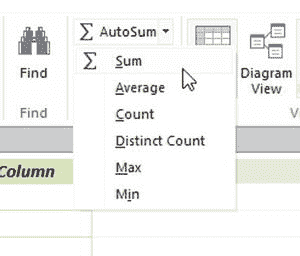 Σ AutoSum
Find
Diagram
View
Find
Σ Sum
Average
Count
Distinct Count
Max
Min
Column